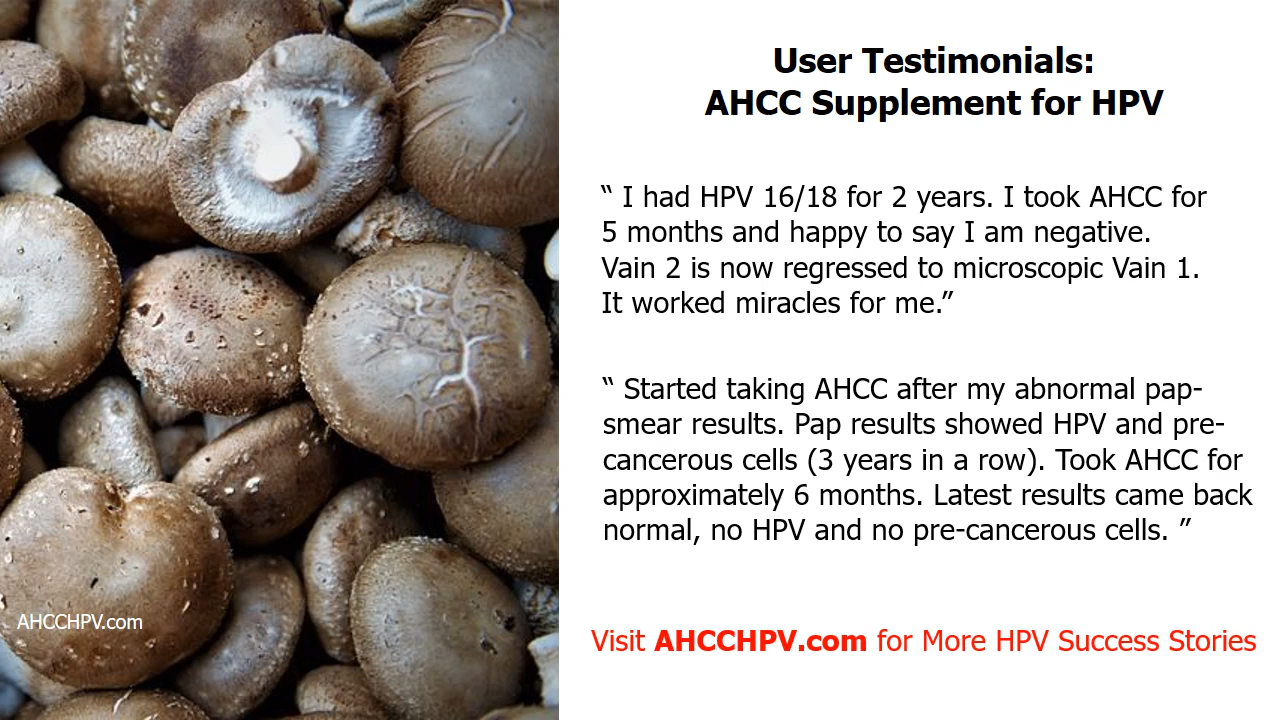 User Testimonials:
AHCC Supplement for HPV
“ I had HPV 16/18 for 2 years. I took AHCC for
5 months and happy to say I am negative.
Vain 2 is now regressed to microscopic Vain 1.
It worked miracles for me.”
“ Started taking AHCC after my abnormal pap-
smear results. Pap results showed HPV and pre-
cancerous cells (3 years in a row). Took AHCC for
approximately 6 months. Latest results came back
normal, no HPV and no pre-cancerous cells. ”
AHCCHPV.com
Visit AHCCHPV.com for More HPV Success Stories